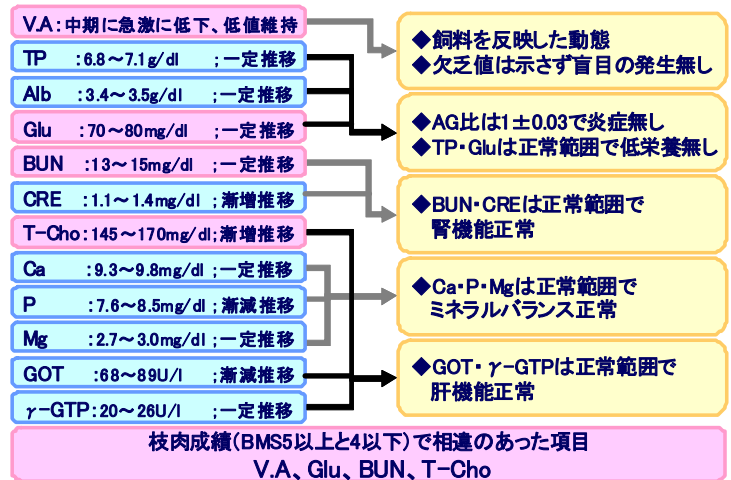 V.A:中期に急激に低下、低値維持
TP :6.8～7.1g/dl ;一定推移
Alb :3.4～3.5g/dl ;一定推移
Glu :70～80mg/dl ;一定推移
BUN :13～15mg/dl ;一定推移
CRE :1.1～1.4mg/dl ;漸増推移
T-Cho:145～170mg/dl;漸増推移
Ca :9.3～9.8mg/dl ;一定推移
P :7.6～8.5mg/dl ;漸減推移
Mg :2.7～3.0mg/dl ;一定推移
GOT :68～89U/l ;漸減推移
γ-GTP:20～26U/l ;一定推移
◆飼料を反映した動態
◆欠乏値は示さず盲目の発生無し
◆AG比は1±0.03で炎症無し
◆TP・Gluは正常範囲で低栄養無し
◆BUN・CREは正常範囲で
腎機能正常
◆Ca・P・Mgは正常範囲で
ミネラルバランス正常
◆GOT・γ-GTPは正常範囲で
肝機能正常
枝肉成績(BMS5以上と4以下)で相違のあった項目
V.A、Glu、BUN、T-Cho